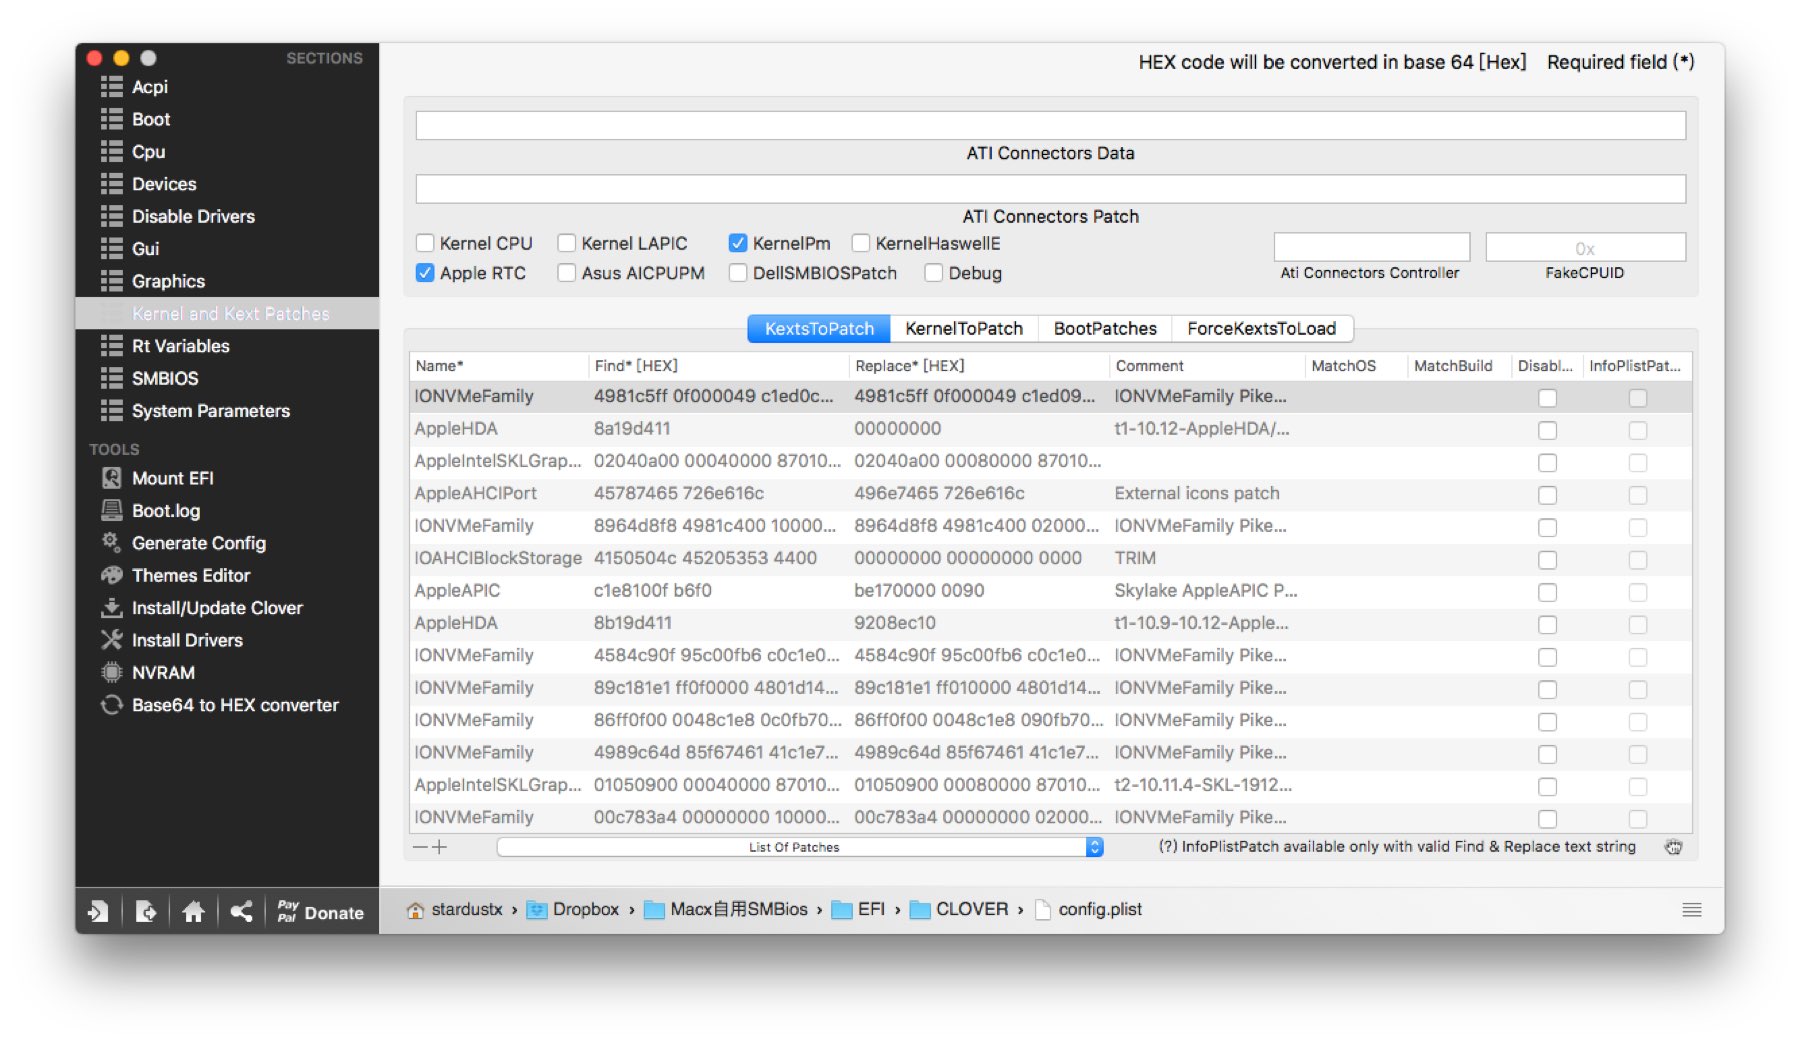 SECTIONS
Acpi
Boot
Cpu
Devices
Disable Drivers
Gui
Graphics
Kernel and Kext Patches
Rt Variables
SMBIOS
System Parameters
TOOLS
Mount EFI
Boot.log
Generate Config
Themes Editor
Install/Update Clover
Install Drivers
NVRAM
Base64 to HEX converter
Pay Pal Donate
HEX code will be converted in base 64 [Hex] Required field (*)
ATI Connectors Data
ATI Connectors Patch
Kernel CPU Kernel LAPIC KernelPm KernelHaswellE
Apple RTC Asus AICPUPM DellSMBIOSPatch Debug
0x
Ati Connectors Controller FakeCPUID
KextsToPatch KernelToPatch BootPatches ForceKextsToLoad
Name* Find* [HEX] Replace* [HEX] Comment MatchOS MatchBuild Disabl... InfoPlistPat...
IONVMeFamily 4981c5ff 0f000049 c1ed0c... 4981c5ff 0f000049 c1ed09... IONVMeFamily Pike...
AppleHDA 8a19d411 00000000 t1-10.12-AppleHDA/...
AppleIntelSKLGrap... 02040a00 00040000 87010... 02040a00 00080000 87010...
AppleAHCIPort 45787465 726e616c 496e7465 726e616c External icons patch
IONVMeFamily 8964d8f8 4981c400 10000... 8964d8f8 4981c400 02000... IONVMeFamily Pike...
IOAHCIBlockStorage 4150504c 45205353 4400 00000000 00000000 0000 TRIM
AppleAPIC c1e8100f b6f0 be170000 0090 Skylake AppleAPIC P...
AppleHDA 8b19d411 9208ec10 t1-10.9-10.12-Apple...
IONVMeFamily 4584c90f 95c00fb6 c0c1e0... 4584c90f 95c00fb6 c0c1e0... IONVMeFamily Pike...
IONVMeFamily 89c181e1 ff0f0000 4801d14... 89c181e1 ff010000 4801d14... IONVMeFamily Pike...
IONVMeFamily 86ff0f00 0048c1e8 0c0fb70... 86ff0f00 0048c1e8 090fb70... IONVMeFamily Pike...
IONVMeFamily 4989c64d 85f67461 41c1e7... 4989c64d 85f67461 41c1e7... IONVMeFamily Pike...
AppleIntelSKLGrap... 01050900 00040000 87010... 01050900 00080000 87010... t2-10.11.4-SKL-1912...
IONVMeFamily 00c783a4 00000000 10000... 00c783a4 00000000 02000... IONVMeFamily Pike...
List Of Patches (?) InfoPlistPatch available only with valid Find & Replace text string
stardustx › Dropbox › Macx自用SMBios › EFI › CLOVER › config.plist